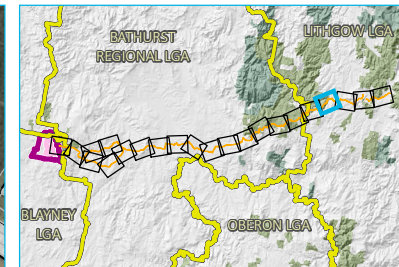 BATHURST
REGIONAL LGA
LITHGOW LGA
BLAYNEY
LGA
OBERON LGA